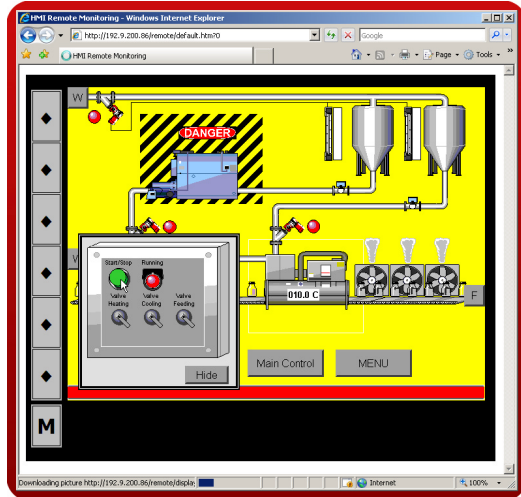 HMI Remote Monitoring - Windows Internet Explorer
http://192.9.200.86/remote/default.htm?0
Google
HMI Remote Monitoring
Page
Tools
W
DANGER
Start/Stop
Running
010.0 C
Valve Heating
Valve Cooling
Valve Feeding
F
Main Control
MENU
Hide
M
Downloading picture http://192.9.200.86/remote/display
Internet
100%